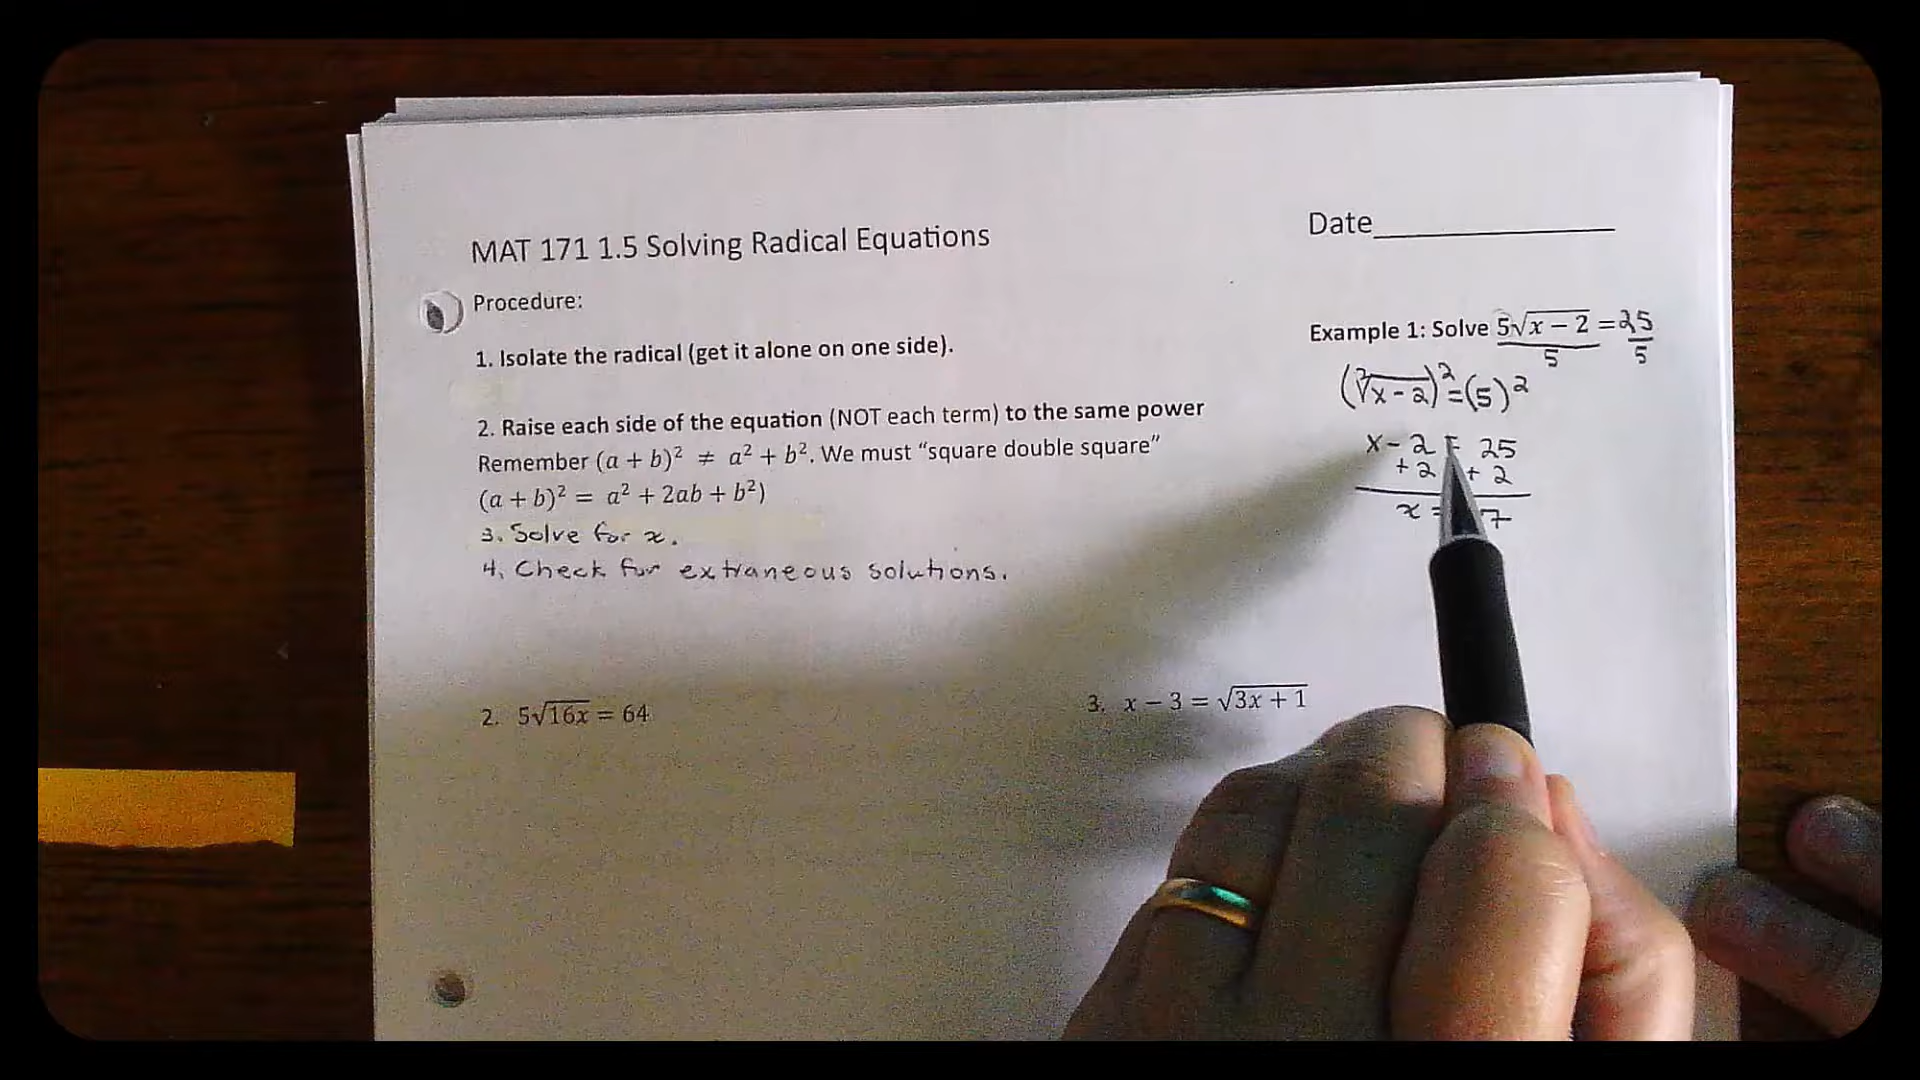 MAT 171 1.5 Solving Radical Equations
Date
Procedure:
1. Isolate the radical (get it alone on one side).
2. Raise each side of the equation (NOT each term) to the same power
Remember (a + b)² ≠ a² + b². We must “square double square”
(a + b)² = a² + 2ab + b²)
3. Solve for x.
4. Check for extraneous solutions.
Example 1: Solve 5√(x − 2) = 25
5 5
(²√(x - 2))² = (5)²
x - 2 = 25
+ 2 + 2
x = 7
2. 5√(16x) = 64
3. x − 3 = √(3x + 1)